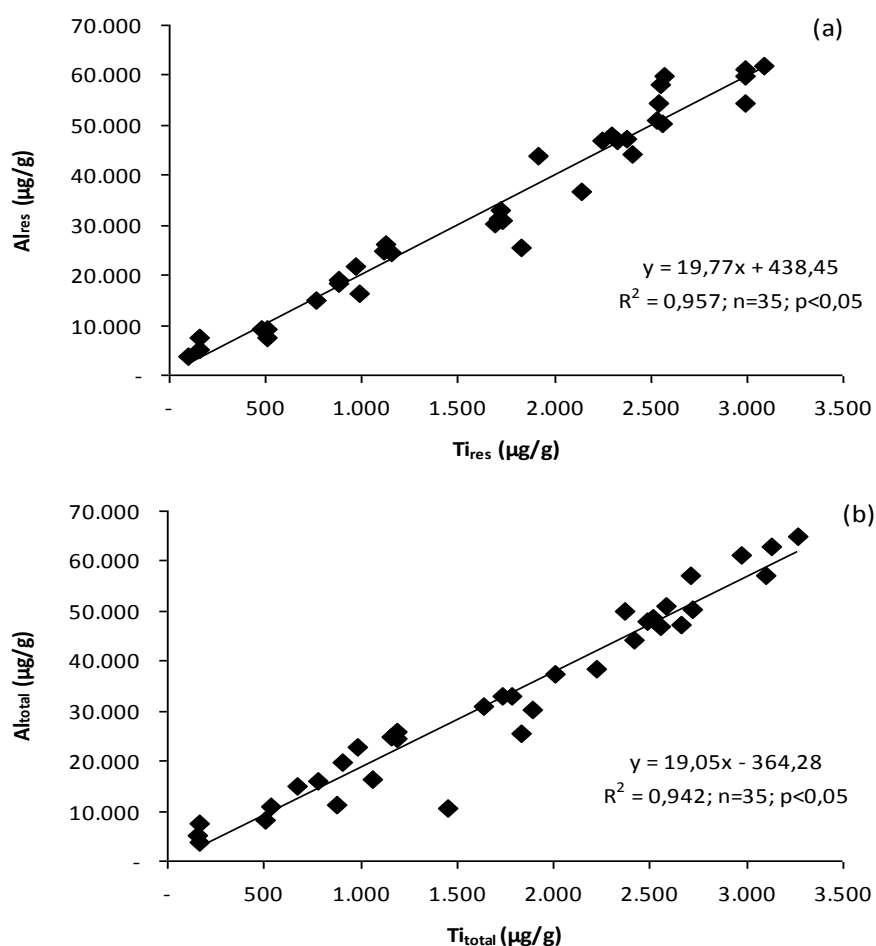 (a)
70.000
60.000
50.000
40.000
30.000
20.000
10.000
-
Al_res (µg/g)
y = 19,77x + 438,45
R² = 0,957; n=35; p<0,05
- 500 1.000 1.500 2.000 2.500 3.000 3.500
Ti_res (µg/g)
(b)
70.000
60.000
50.000
40.000
30.000
20.000
10.000
-
Al_total (µg/g)
y = 19,05x - 364,28
R² = 0,942; n=35; p<0,05
- 500 1.000 1.500 2.000 2.500 3.000 3.500
Ti_total (µg/g)